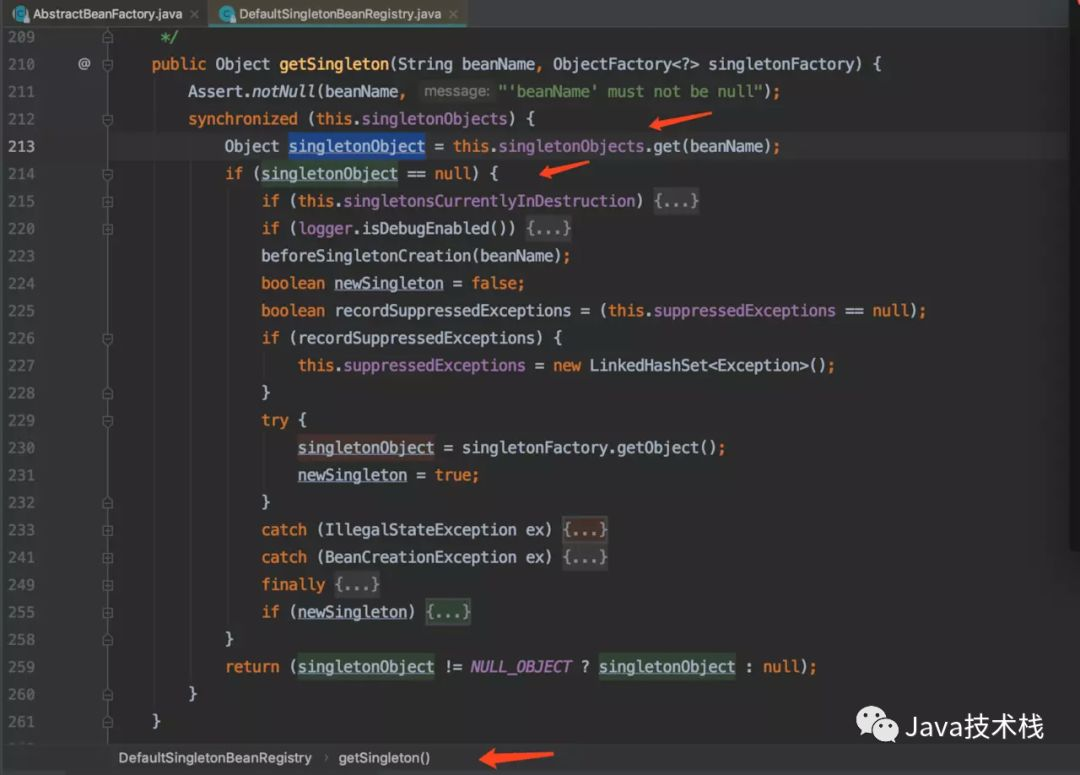 AbstractBeanFactory.java × DefaultSingletonBeanRegistry.java ×
209 */
210 @ public Object getSingleton(String beanName, ObjectFactory<?> singletonFactory) {
211 Assert.notNull(beanName, message: "'beanName' must not be null");
212 synchronized (this.singletonObjects) {
213 Object singletonObject = this.singletonObjects.get(beanName);
214 if (singletonObject == null) {
215 if (this.singletonsCurrentlyInDestruction) {...}
220 if (logger.isDebugEnabled()) {...}
223 beforeSingletonCreation(beanName);
224 boolean newSingleton = false;
225 boolean recordSuppressedExceptions = (this.suppressedExceptions == null);
226 if (recordSuppressedExceptions) {
227 this.suppressedExceptions = new LinkedHashSet<Exception>();
228 }
229 try {
230 singletonObject = singletonFactory.getObject();
231 newSingleton = true;
232 }
233 catch (IllegalStateException ex) {...}
241 catch (BeanCreationException ex) {...}
249 finally {...}
255 if (newSingleton) {...}
258 }
259 return (singletonObject != NULL_OBJECT ? singletonObject : null);
260 }
261 }
Java技术栈
DefaultSingletonBeanRegistry › getSingleton()